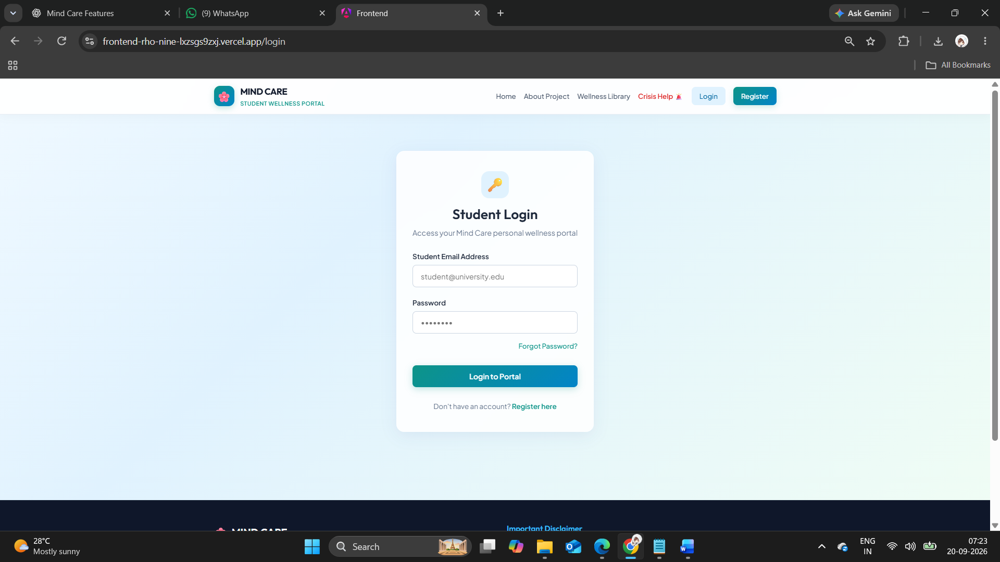 Mind Care Features
(9) WhatsApp
Frontend
Ask Gemini
frontend-rho-nine-lxzsgs9zxj.vercel.app/login
All Bookmarks
MIND CARE
STUDENT WELLNESS PORTAL
Home
About Project
Wellness Library
Crisis Help
Login
Register
Student Login
Access your Mind Care personal wellness portal
Student Email Address
student@university.edu
Password
••••••••
Forgot Password?
Login to Portal
Don't have an account? Register here
MIND CARE
Important Disclaimer
28°C
Mostly sunny
Search
ENG
IN
07:23
20-09-2026